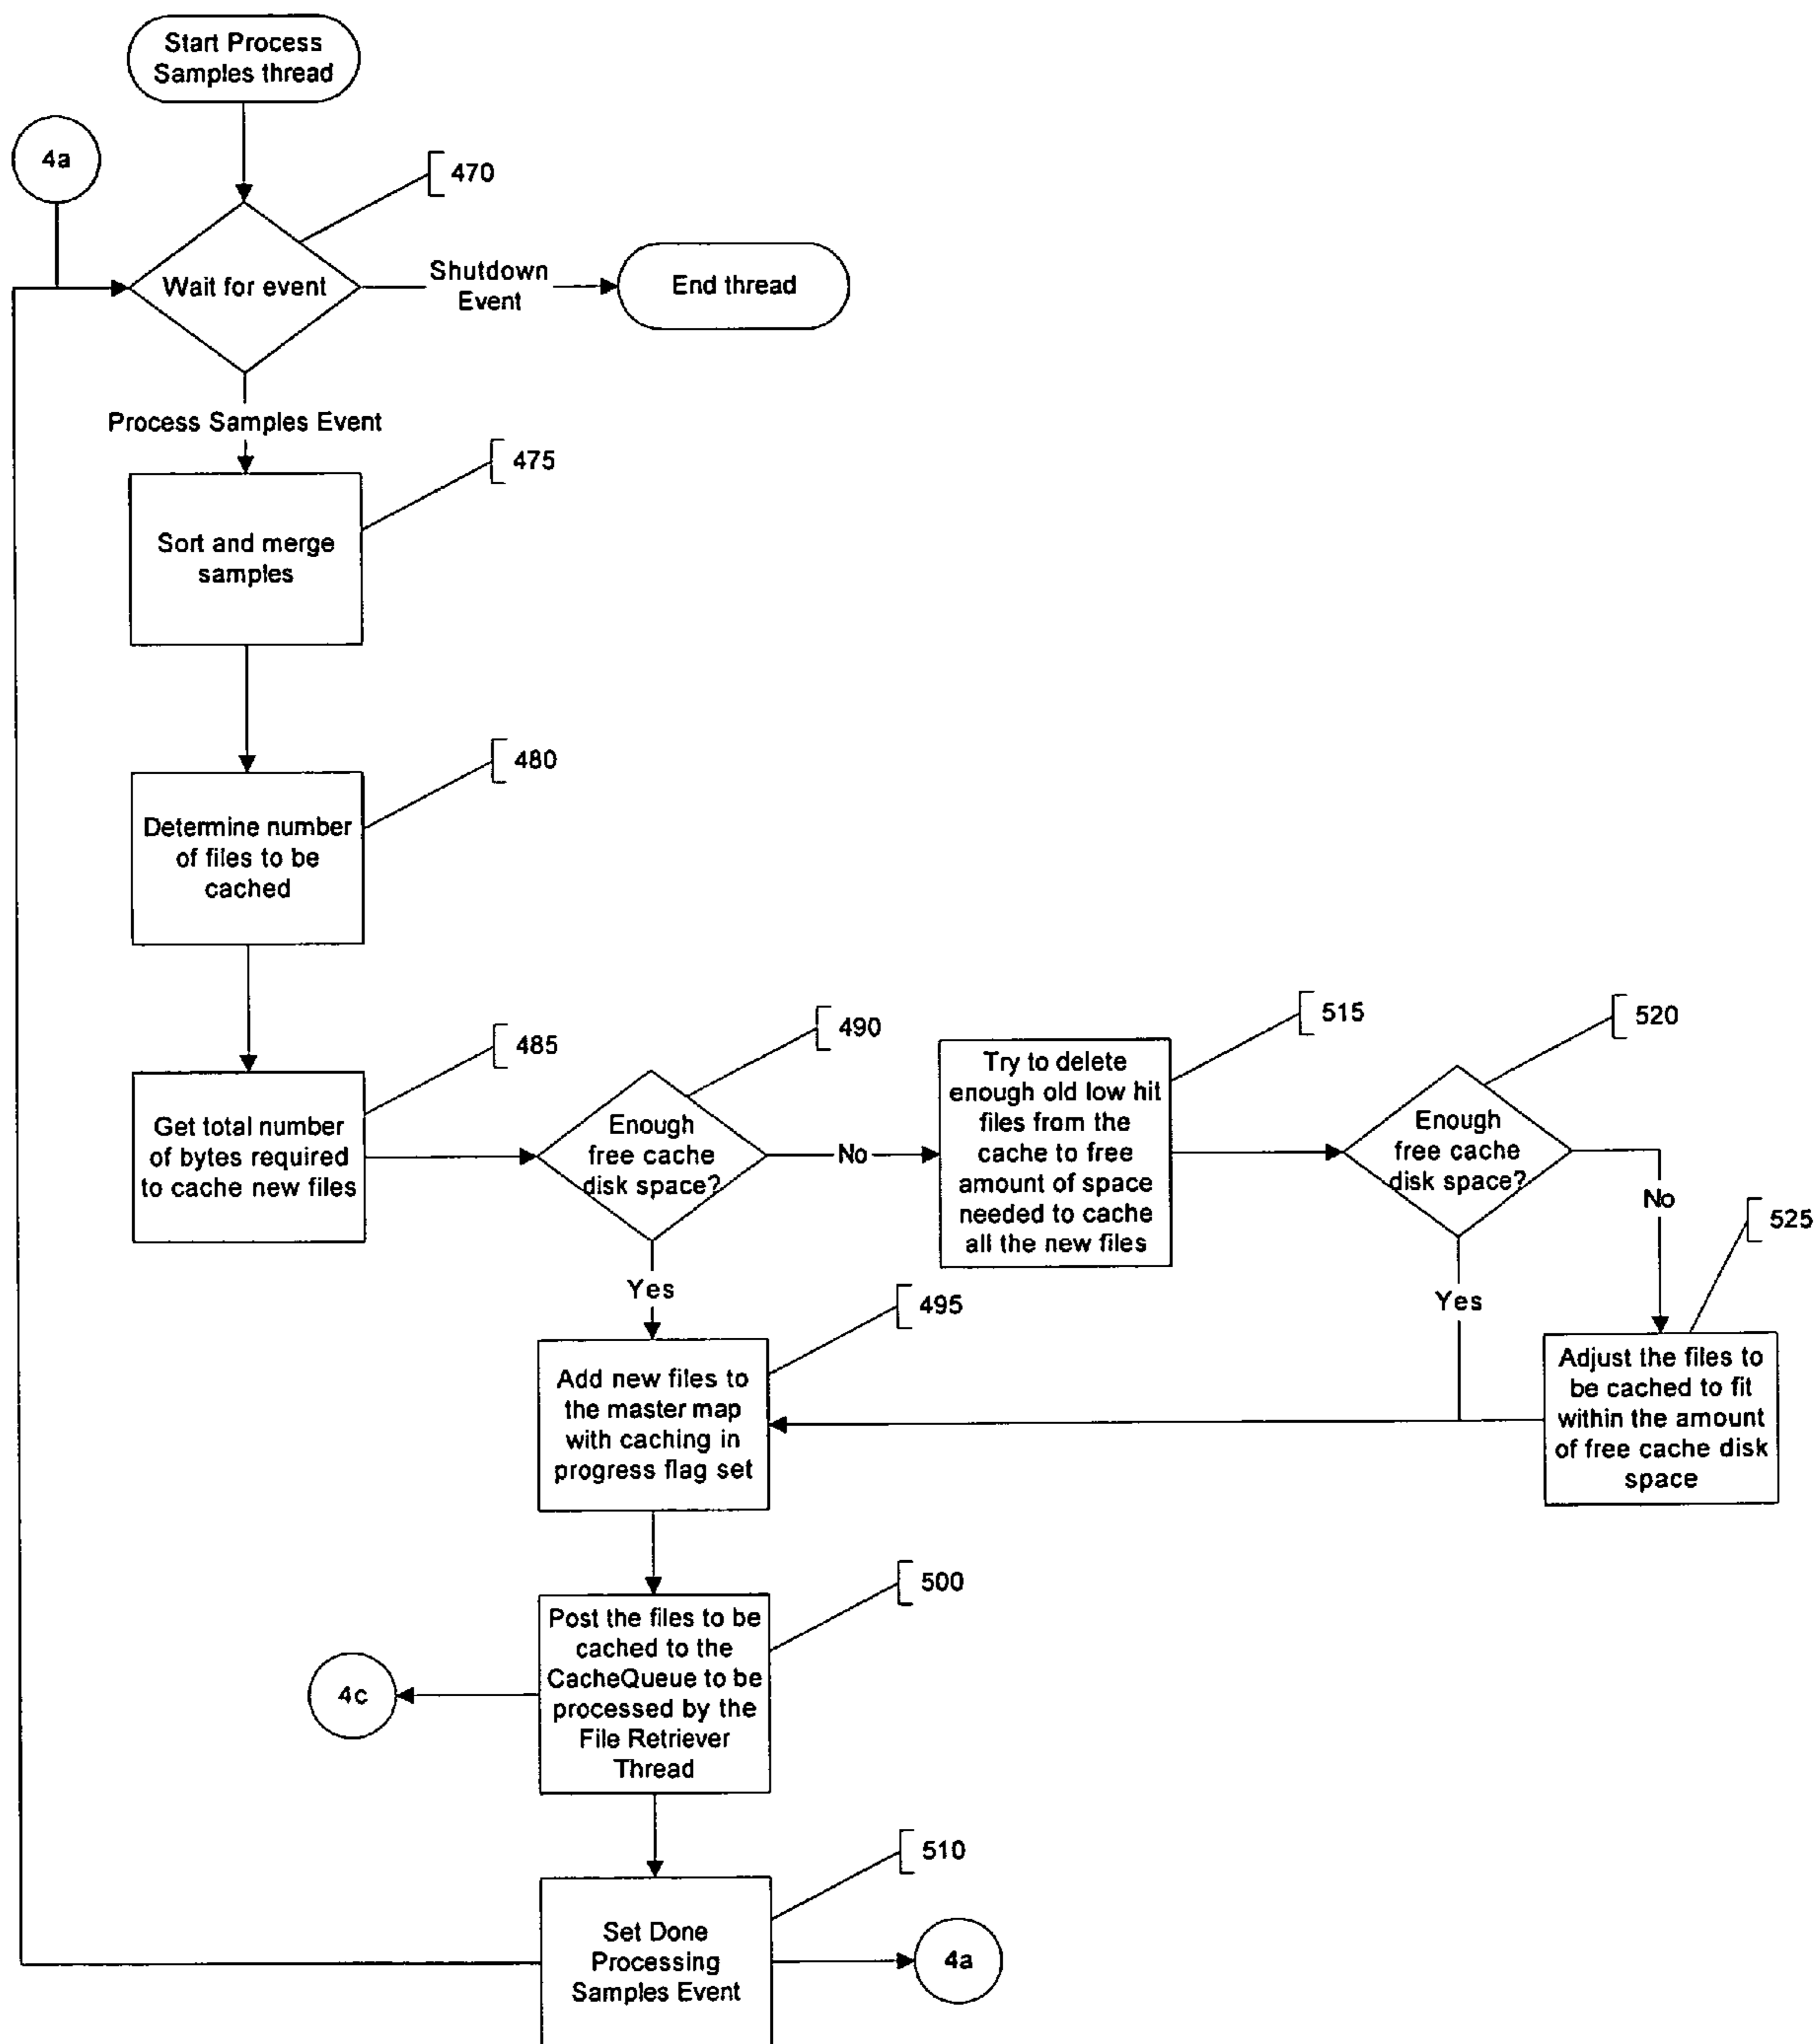 Start Process
Samples thread
4a
470
Wait for event
Shutdown
Event
End thread
Process Samples Event
475
Sort and merge
samples
480
Determine number
of files to be
cached
485
Get total number
of bytes required
to cache new files
490
Enough
free cache
disk space?
No
515
Try to delete
enough old low hit
files from the
cache to free
amount of space
needed to cache
all the new files
520
Enough
free cache
disk space?
No
525
Yes
Yes
495
Add new files to
the master map
with caching in
progress flag set
Adjust the files to
be cached to fit
within the amount
of free cache disk
space
500
Post the files to be
cached to the
CacheQueue to be
processed by the
File Retriever
Thread
4c
510
Set Done
Processing
Samples Event
4a